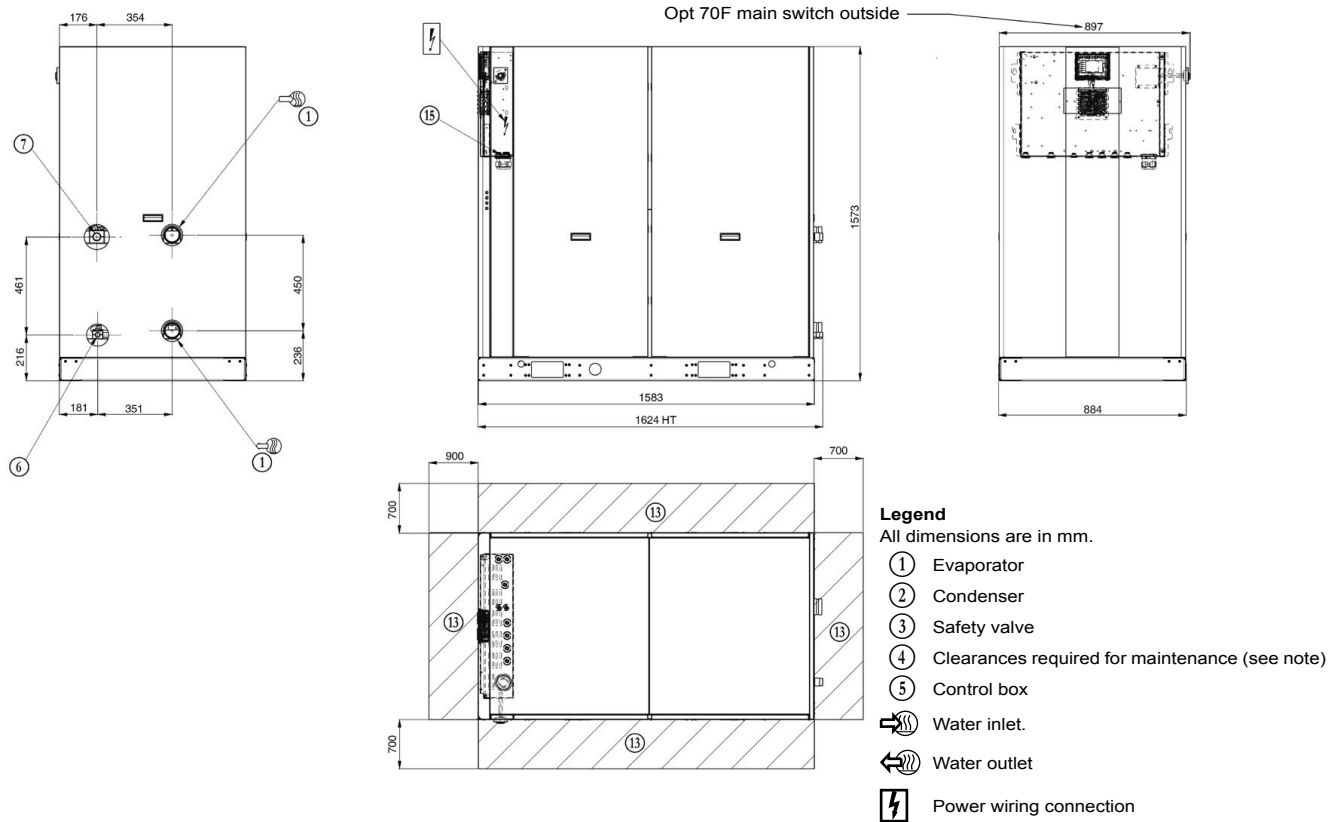 Opt 70F main switch outside
176
354
897
1
7
15
461
450
1573
216
236
181
351
1583
884
1624 HT
6
1
900
700
700
13
13
13
700
13
Legend
All dimensions are in mm.
1 Evaporator
2 Condenser
3 Safety valve
4 Clearances required for maintenance (see note)
5 Control box
Water inlet.
Water outlet
Power wiring connection